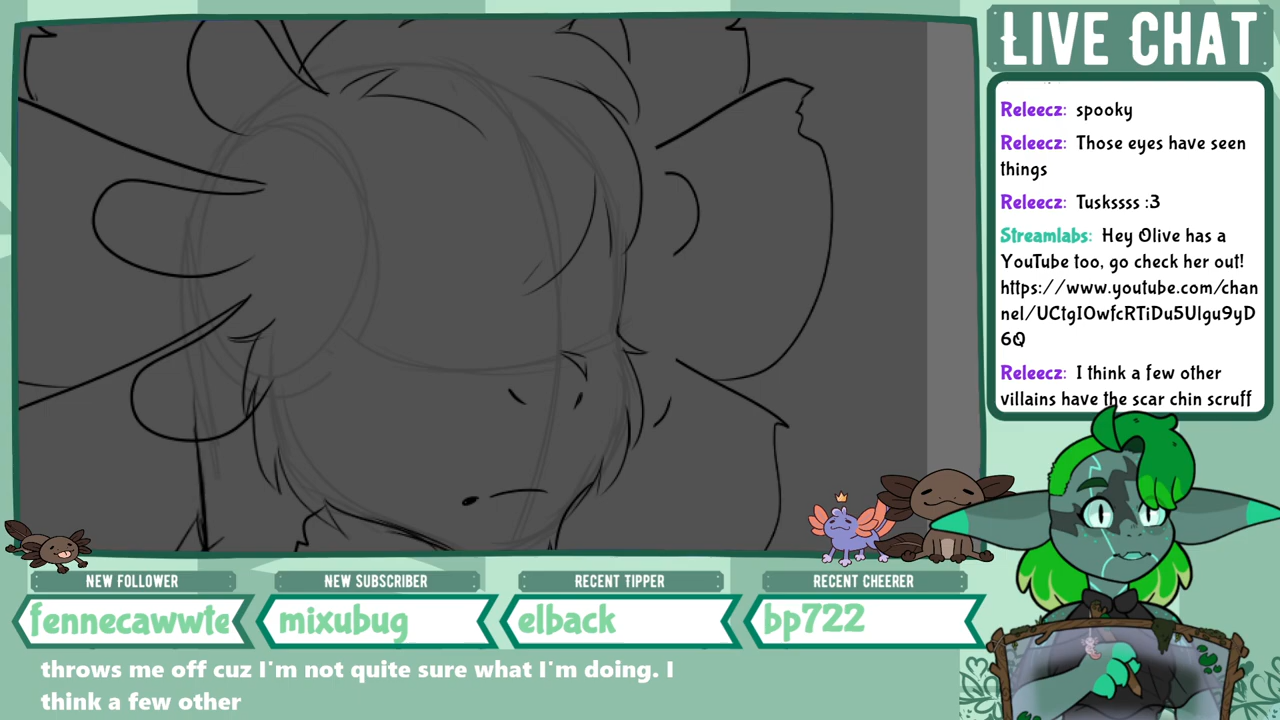 LIVE CHAT
Releecz: spooky
Releecz: Those eyes have seen
things
Releecz: Tuskssss :3
Streamlabs: Hey Olive has a
YouTube too, go check her out!
https://www.youtube.com/chan
nel/UCtgIOwfcRTiDu5UIgu9yD
6Q
Releecz: I think a few other
villains have the scar chin scruff
NEW FOLLOWER
fennecawwte
NEW SUBSCRIBER
mixubug
RECENT TIPPER
elback
RECENT CHEERER
bp722
throws me off cuz I'm not quite sure what I'm doing. I
think a few other